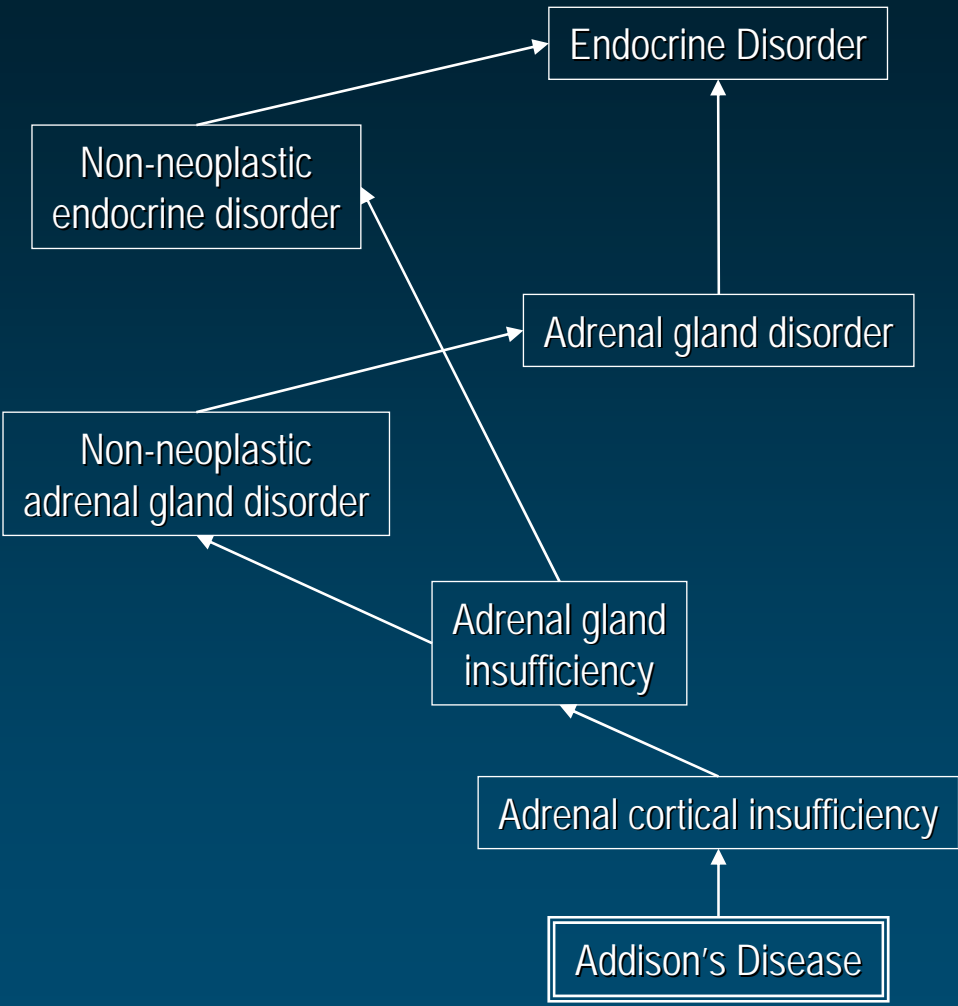 Endocrine Disorder
Non-neoplastic
endocrine disorder
Adrenal gland disorder
Non-neoplastic
adrenal gland disorder
Adrenal gland
insufficiency
Adrenal cortical insufficiency
Addison's Disease